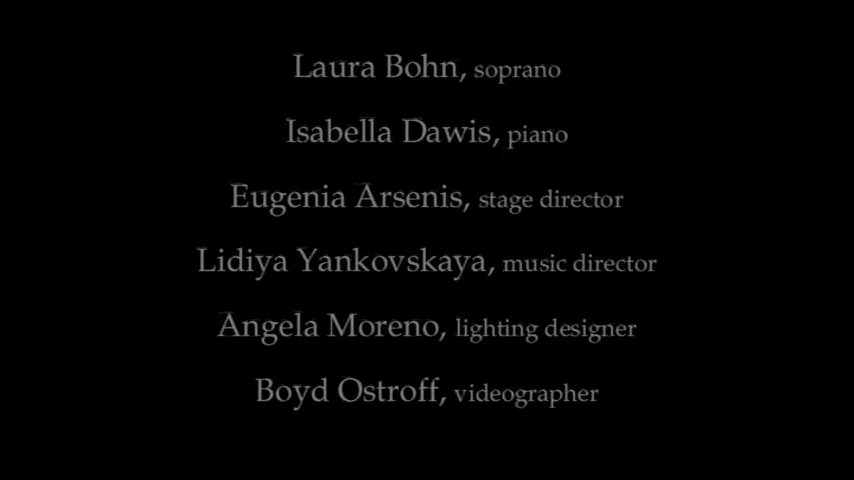 Laura Bohn, soprano
Isabella Dawis, piano
Eugenia Arsenis, stage director
Lidiya Yankovskaya, music director
Angela Moreno, lighting designer
Boyd Ostroff, videographer